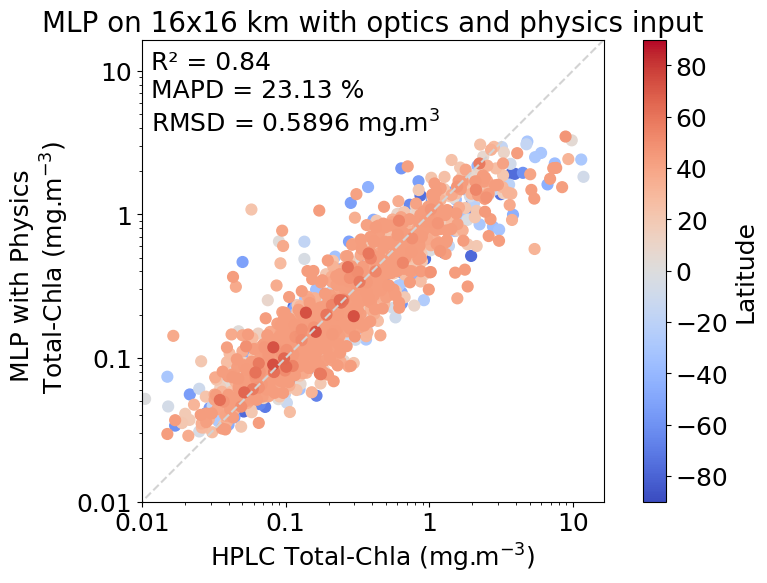 MLP on 16x16 km with optics and physics input
R² = 0.84
MAPD = 23.13 %
RMSD = 0.5896 mg.m³
10
1
0.1
0.01
MLP with Physics
Total-Chla (mg.m⁻³)
0.01
0.1
1
10
HPLC Total-Chla (mg.m⁻³)
80
60
40
20
0
−20
−40
−60
−80
Latitude